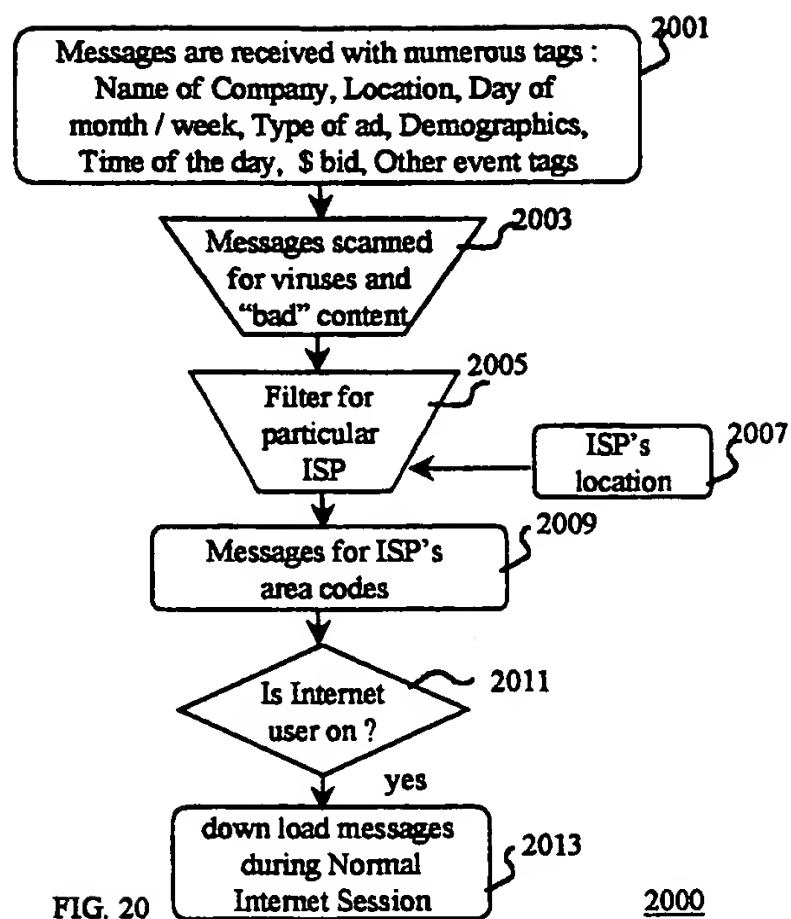 2001
Messages are received with numerous tags :
Name of Company, Location, Day of
month / week, Type of ad, Demographics,
Time of the day, $ bid, Other event tags
2003
Messages scanned
for viruses and
“bad” content
2005
Filter for
particular
ISP
ISP's
location
2007
2009
Messages for ISP's
area codes
2011
Is Internet
user on ?
yes
down load messages
during Normal
Internet Session
2013
FIG. 20
2000